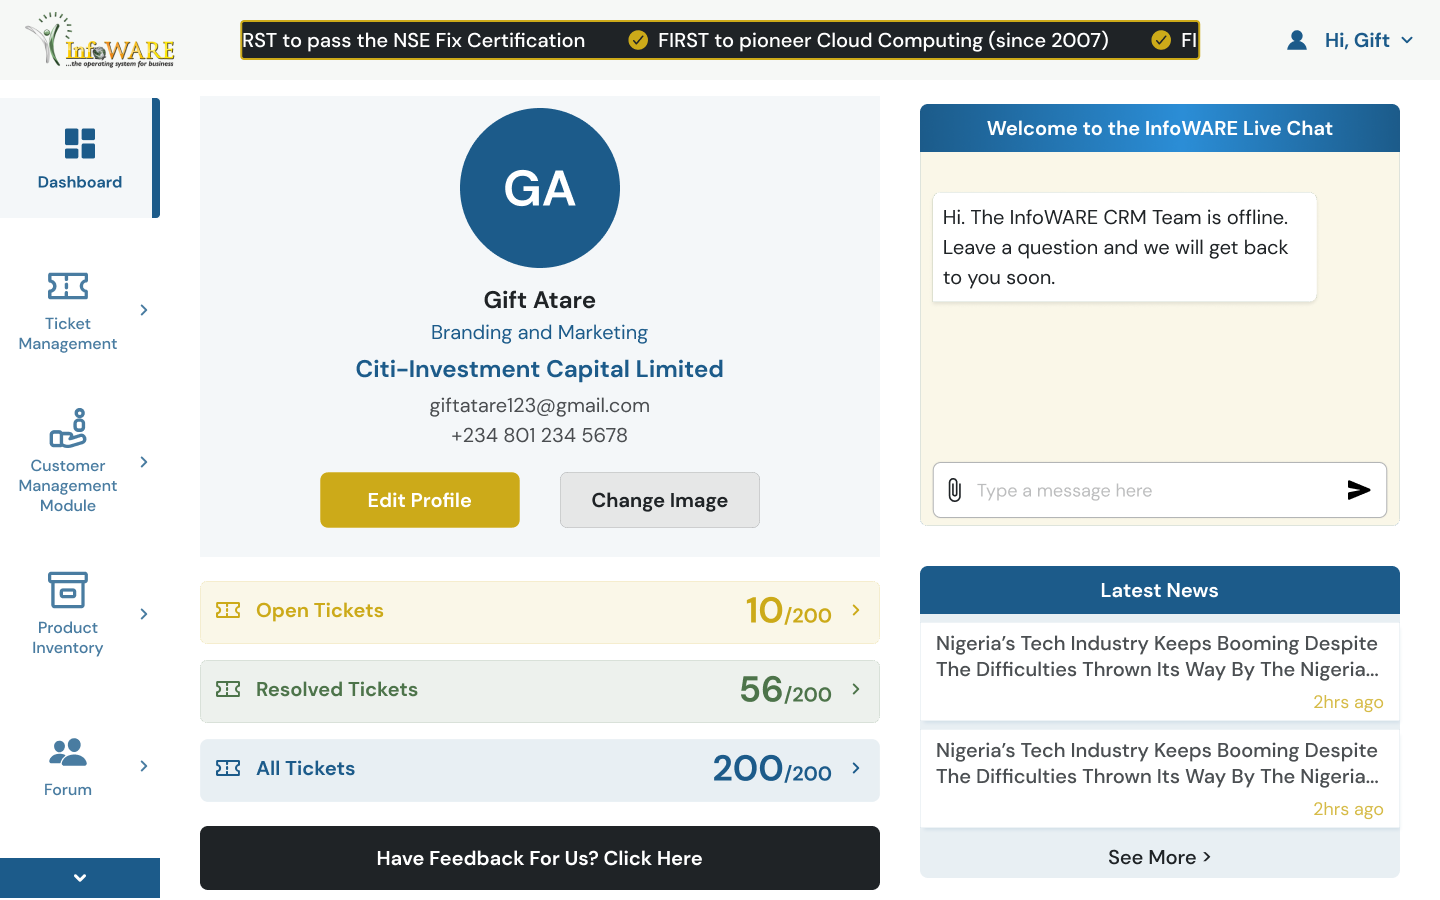 InfoWARE
...the operating system for business
RST to pass the NSE Fix Certification
FIRST to pioneer Cloud Computing (since 2007)
FI
Hi, Gift
Dashboard
Ticket
Management
Customer
Management
Module
Product
Inventory
Forum
GA
Gift Atare
Branding and Marketing
Citi-Investment Capital Limited
giftatare123@gmail.com
+234 801 234 5678
Edit Profile
Change Image
Open Tickets 10/200
Resolved Tickets 56/200
All Tickets 200/200
Have Feedback For Us? Click Here
Welcome to the InfoWARE Live Chat
Hi. The InfoWARE CRM Team is offline.
Leave a question and we will get back
to you soon.
Type a message here
Latest News
Nigeria’s Tech Industry Keeps Booming Despite
The Difficulties Thrown Its Way By The Nigeria...
2hrs ago
Nigeria’s Tech Industry Keeps Booming Despite
The Difficulties Thrown Its Way By The Nigeria...
2hrs ago
See More >